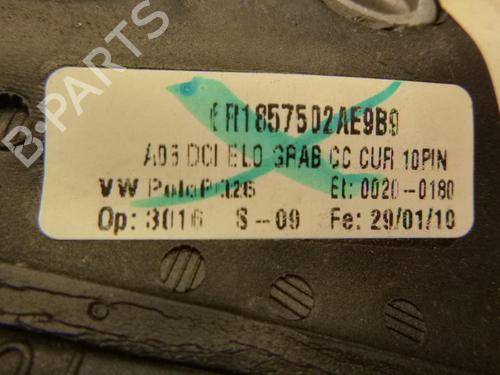 B-PARTS
6R1857502AE9B9
A05 DCI ELO GRAB CC CUR 10PIN
VW Et: 0020-0180
Op: 3016 S-09 Fe: 29/01/10